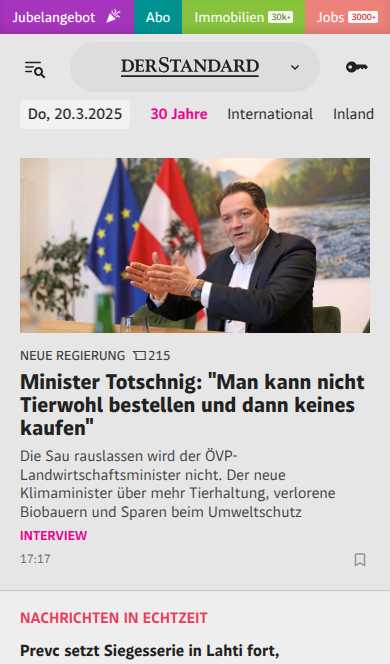 Jubelangebot
Abo
Immobilien 30k+
Jobs 3000+
DERSTANDARD
Do, 20.3.2025
30 Jahre
International
Inland
NEUE REGIERUNG 215
Minister Totschnig: "Man kann nicht
Tierwohl bestellen und dann keines
kaufen"
Die Sau rauslassen wird der ÖVP-
Landwirtschaftsminister nicht. Der neue
Klimaminister über mehr Tierhaltung, verlorene
Biobauern und Sparen beim Umweltschutz
INTERVIEW
17:17
NACHRICHTEN IN ECHTZEIT
Prevc setzt Siegesserie in Lahti fort,